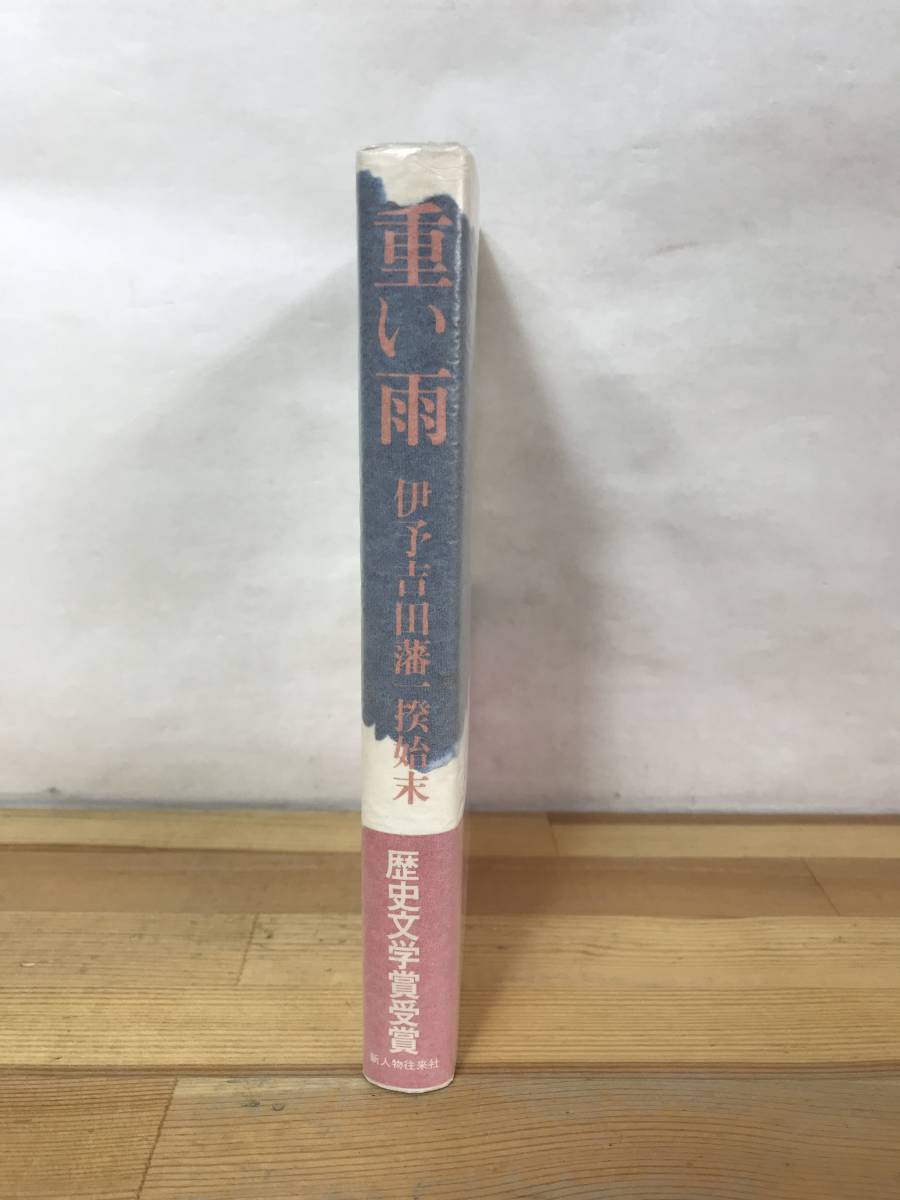 重い雨
伊予吉田藩一揆始末
歴史文学賞受賞
新人物往来社